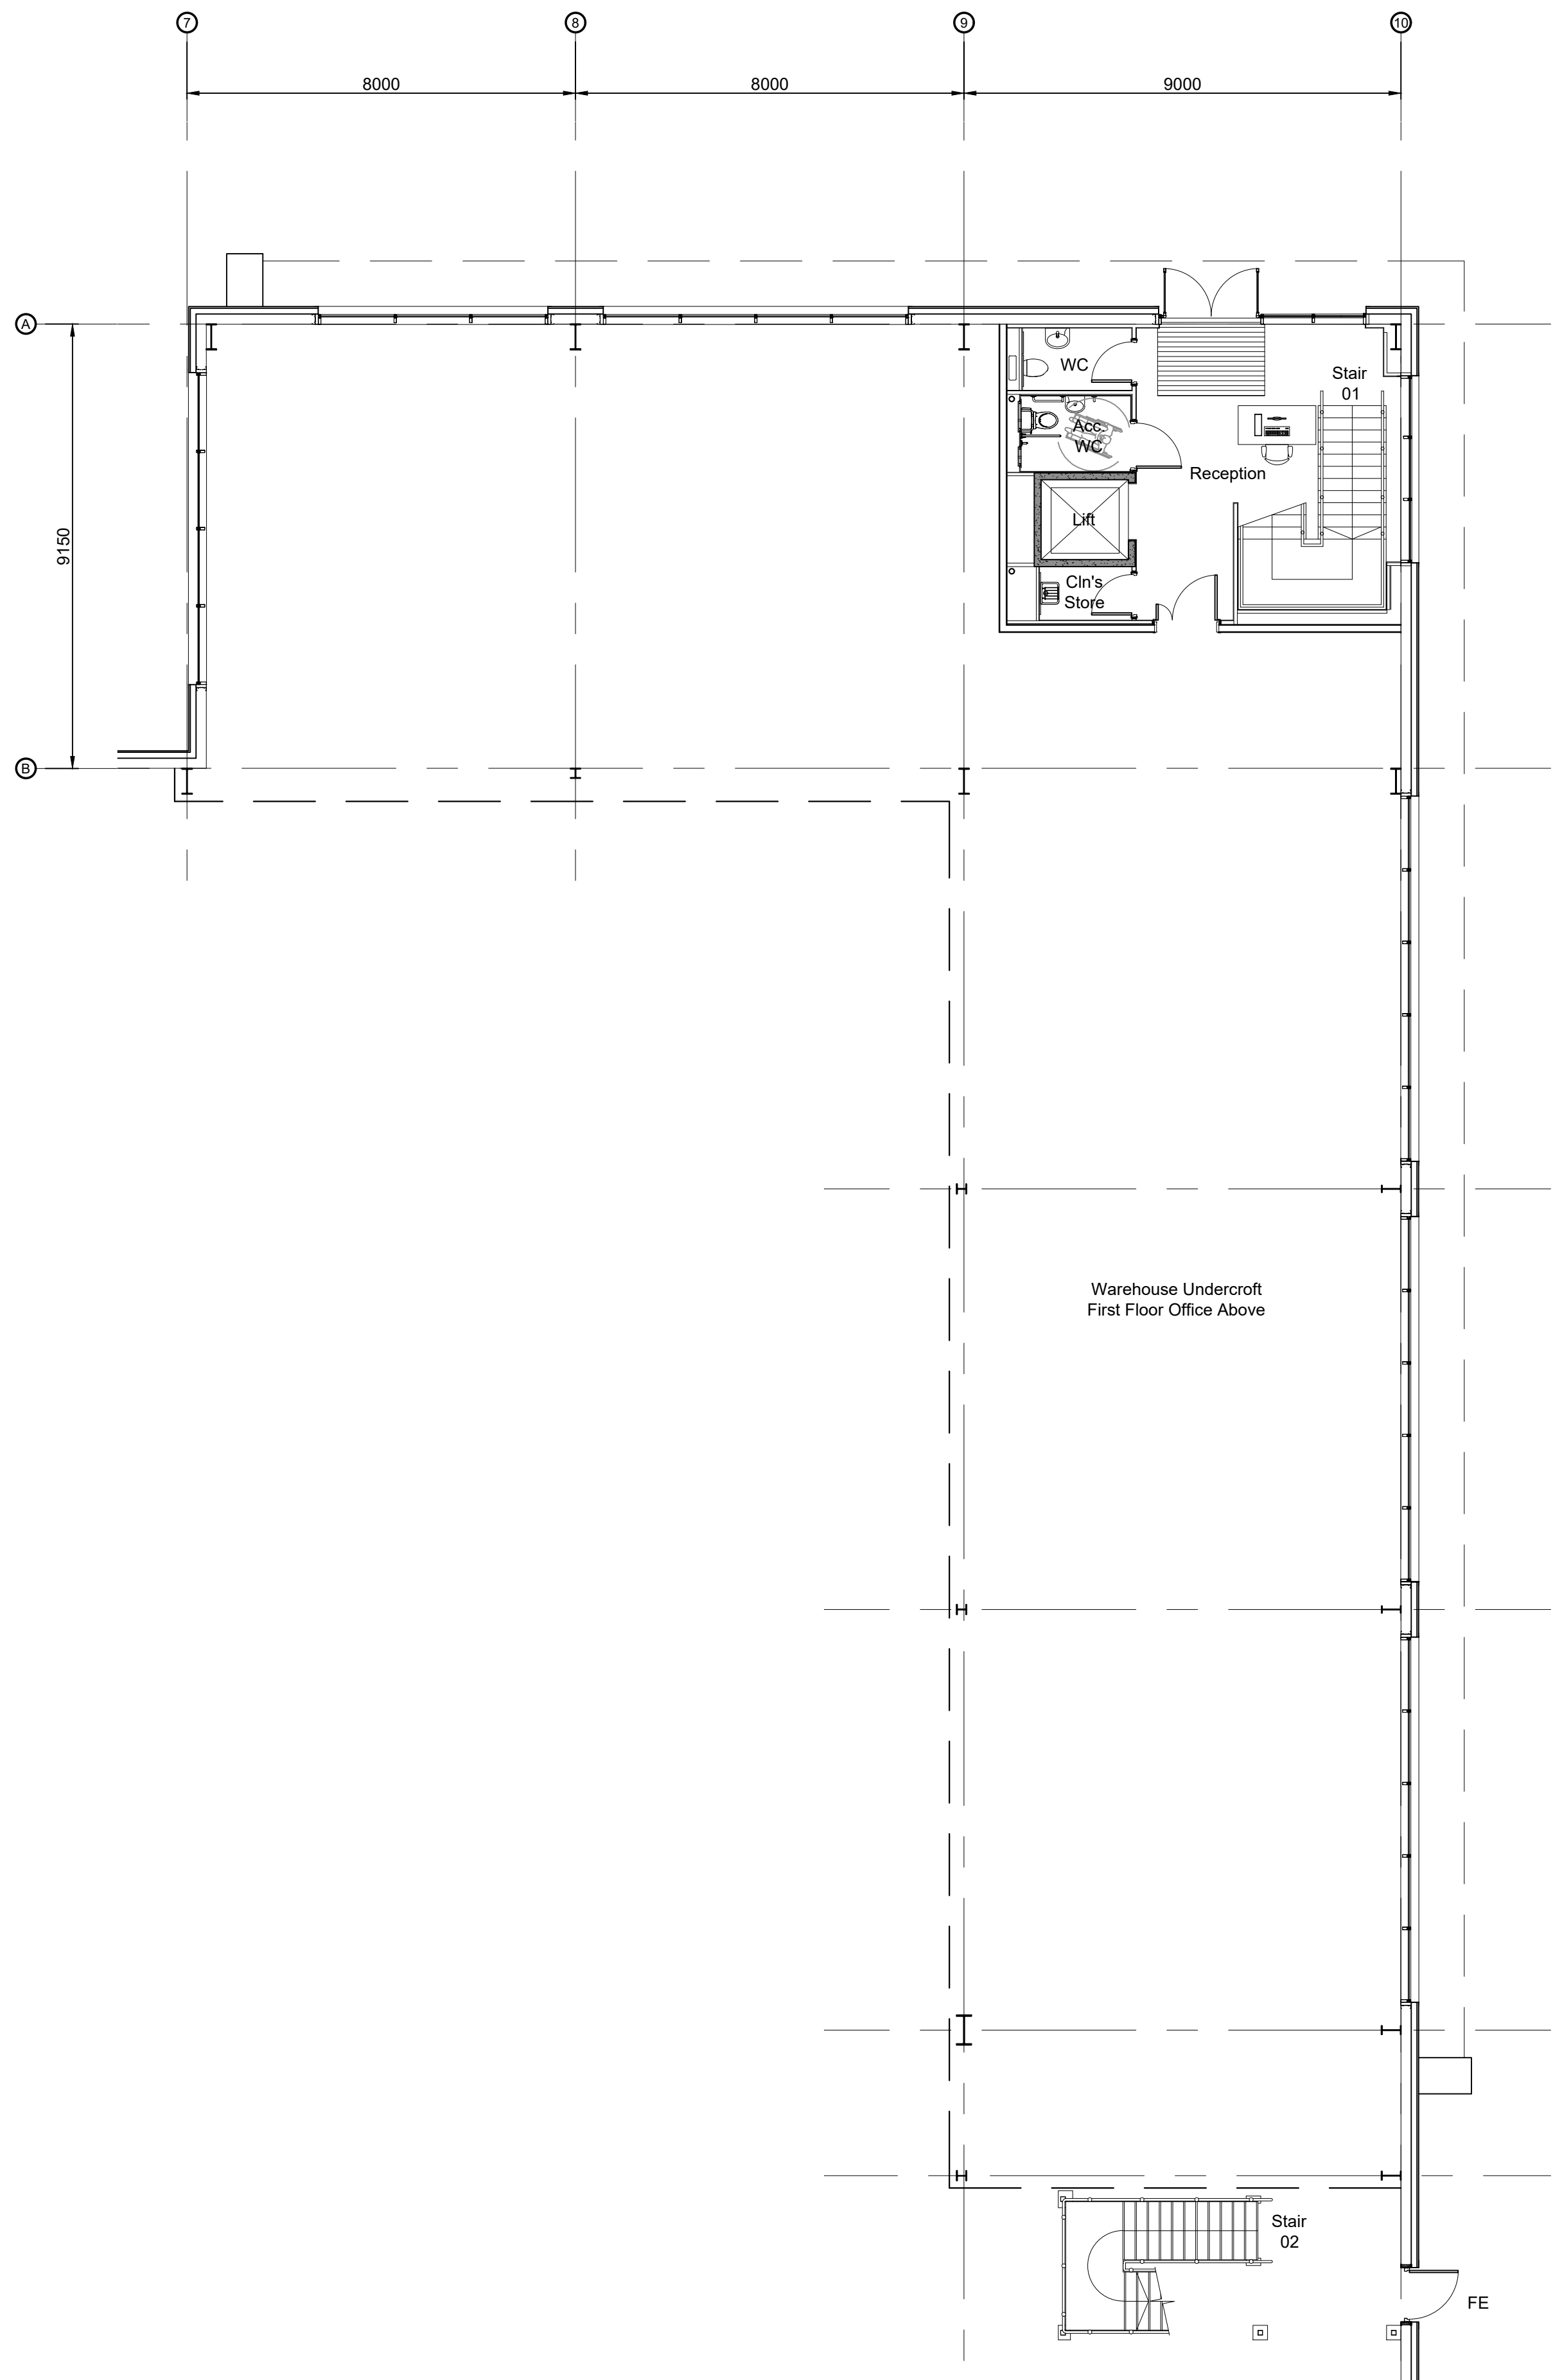 7
8
9
10
8000
8000
9000
A
WC
Stair
01
Acc.
WC
Reception
9150
Lift
Cln's
Store
B
Warehouse Undercroft
First Floor Office Above
Stair
02
FE